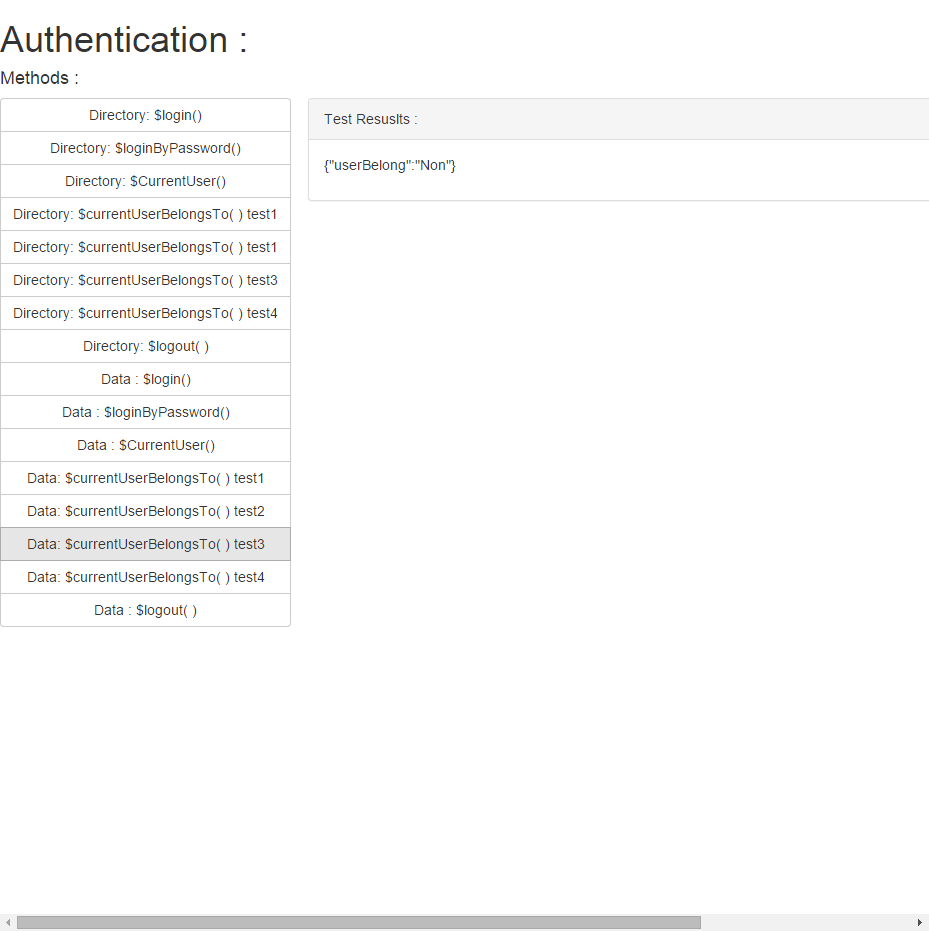 Authentication :
Methods :
Directory: $login()
Directory: $loginByPassword()
Directory: $CurrentUser()
Directory: $currentUserBelongsTo( ) test1
Directory: $currentUserBelongsTo( ) test1
Directory: $currentUserBelongsTo( ) test3
Directory: $currentUserBelongsTo( ) test4
Directory: $logout( )
Data : $login()
Data : $loginByPassword()
Data : $CurrentUser()
Data: $currentUserBelongsTo( ) test1
Data: $currentUserBelongsTo( ) test2
Data: $currentUserBelongsTo( ) test3
Data: $currentUserBelongsTo( ) test4
Data : $logout( )
Test Resuslts :
{"userBelong":"Non"}